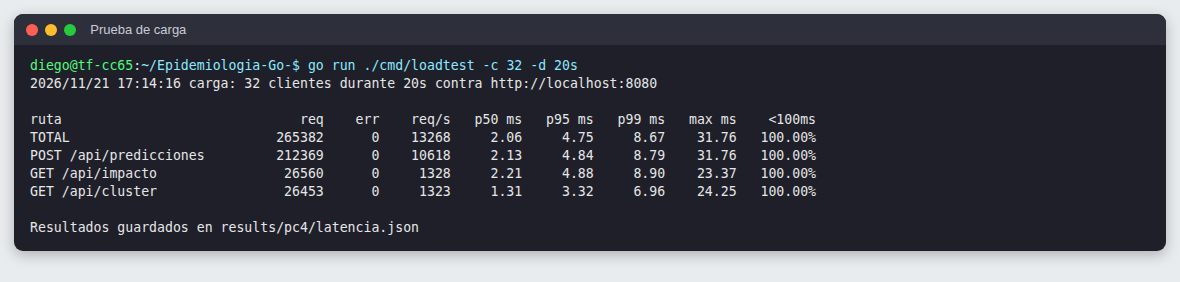 Prueba de carga
diego@tf-cc65:~/Epidemiologia-Go-$ go run ./cmd/loadtest -c 32 -d 20s
2026/11/21 17:14:16 carga: 32 clientes durante 20s contra http://localhost:8080
ruta req err req/s p50 ms p95 ms p99 ms max ms <100ms
TOTAL 265382 0 13268 2.06 4.75 8.67 31.76 100.00%
POST /api/predicciones 212369 0 10618 2.13 4.84 8.79 31.76 100.00%
GET /api/impacto 26560 0 1328 2.21 4.88 8.90 23.37 100.00%
GET /api/cluster 26453 0 1323 1.31 3.32 6.96 24.25 100.00%
Resultados guardados en results/pc4/latencia.json